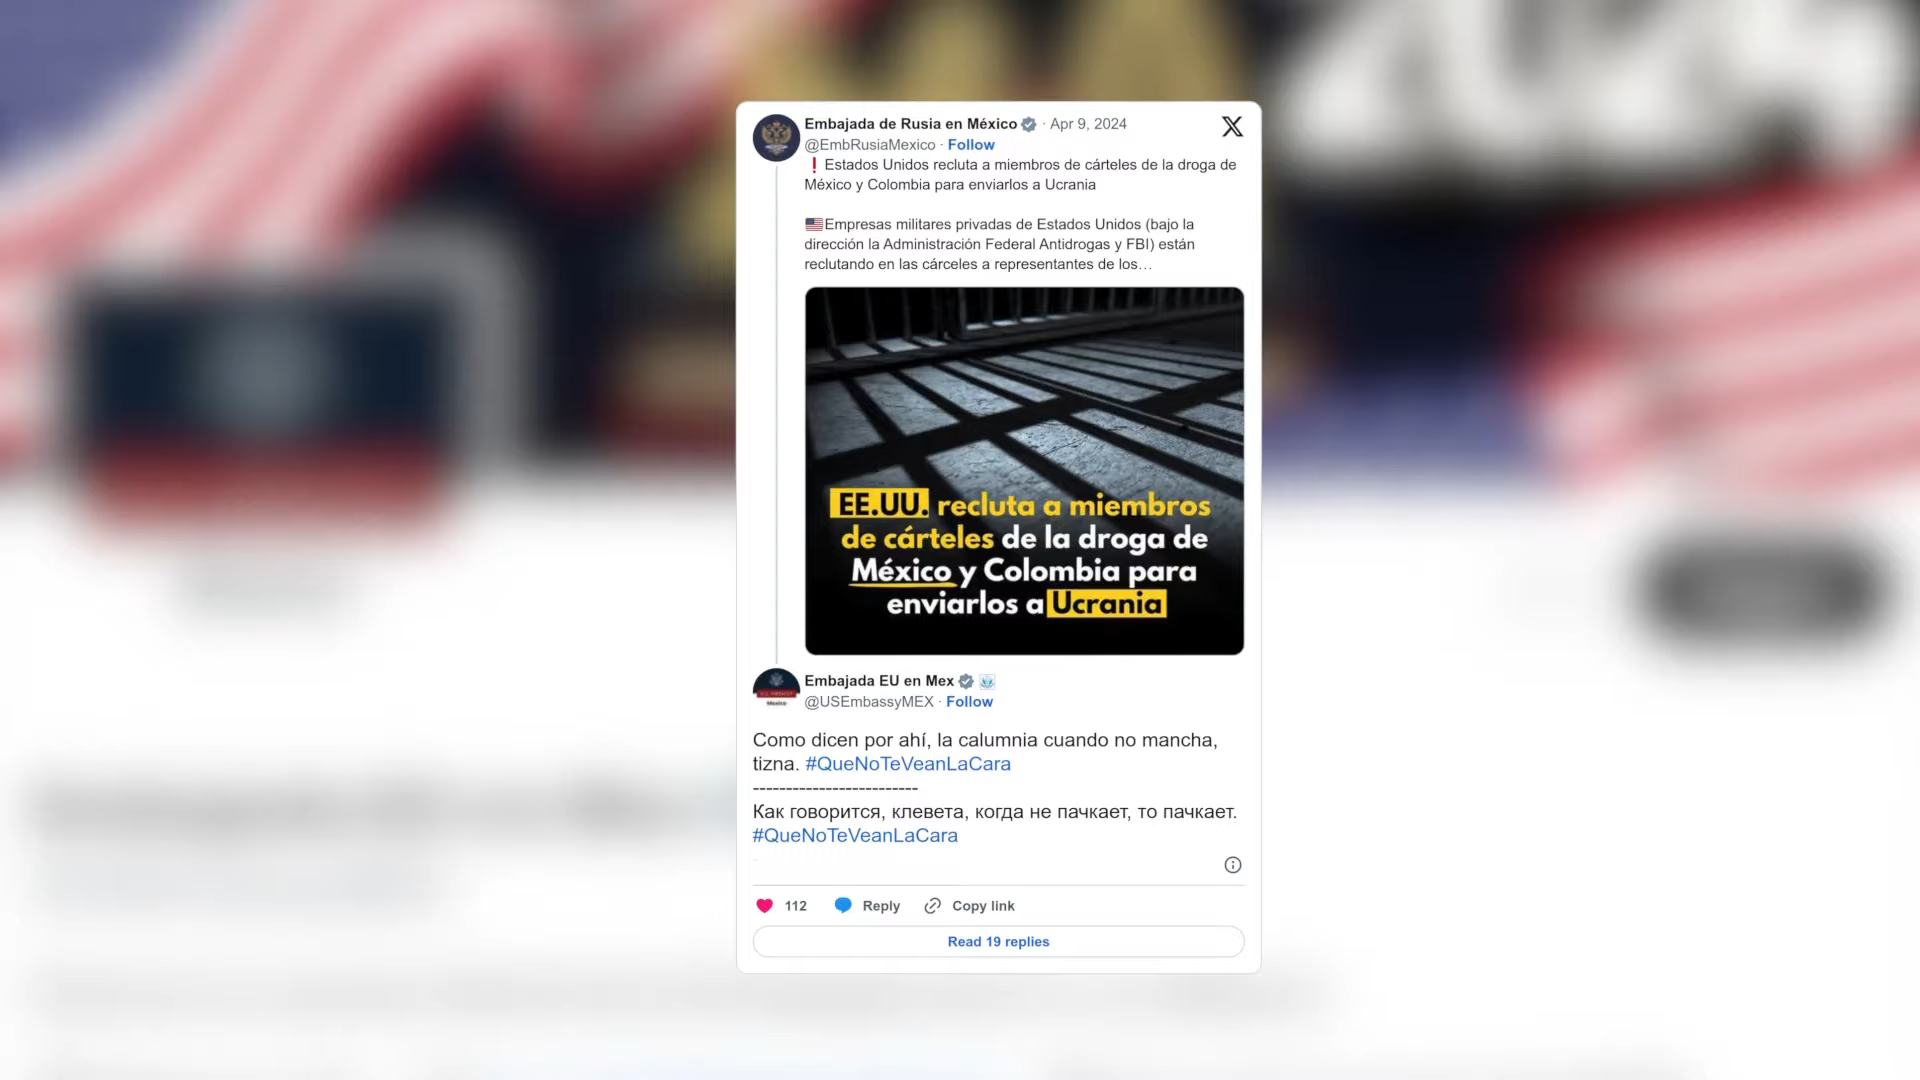 Embajada de Rusia en México · Apr 9, 2024
@EmbRusiaMexico · Follow
❗Estados Unidos recluta a miembros de cárteles de la droga de
México y Colombia para enviarlos a Ucrania
🇺🇸Empresas militares privadas de Estados Unidos (bajo la
dirección la Administración Federal Antidrogas y FBI) están
reclutando en las cárceles a representantes de los…
EE.UU. recluta a miembros
de cárteles de la droga de
México y Colombia para
enviarlos a Ucrania
Embajada EU en Mex
@USEmbassyMEX · Follow
Como dicen por ahí, la calumnia cuando no mancha,
tizna. #QueNoTeVeanLaCara
-------------------------
Как говорится, клевета, когда не пачкает, то пачкает.
#QueNoTeVeanLaCara
112 Reply Copy link
Read 19 replies